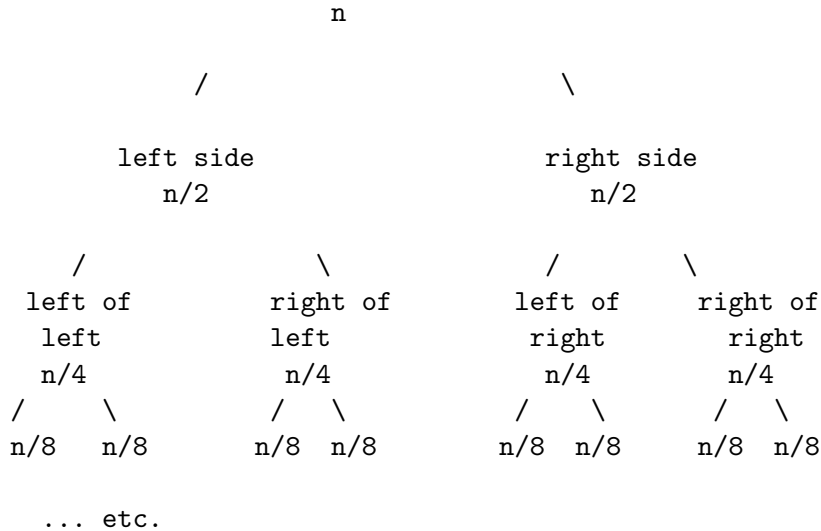 n
/ \
left side right side
n/2 n/2
/ \ / \
left of right of left of right of
left left right right
n/4 n/4 n/4 n/4
/ \ / \ / \ / \
n/8 n/8 n/8 n/8 n/8 n/8 n/8 n/8
... etc.